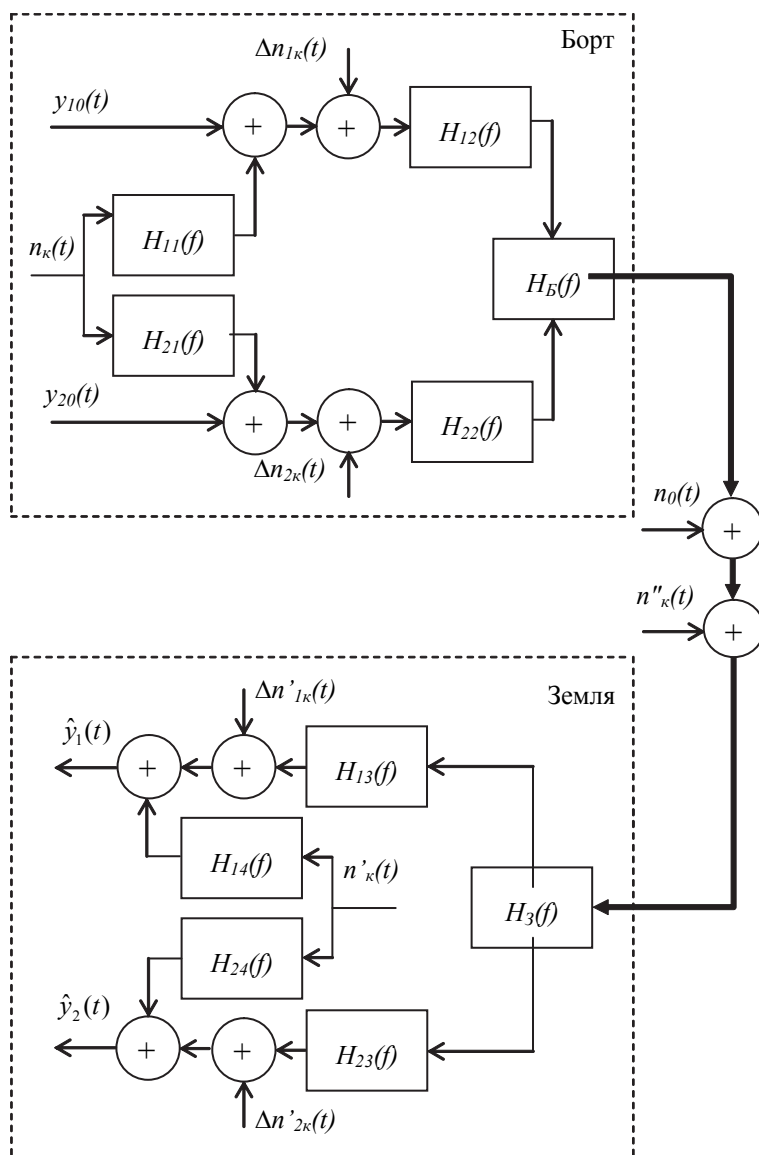 Δn₁к(t)
Борт
y₁₀(t)
+
+
H₁₂(f)
nк(t)
H₁₁(f)
HБ(f)
H₂₁(f)
y₂₀(t)
+
+
H₂₂(f)
Δn₂к(t)
n₀(t)
+
n"к(t)
+
Δn’₁к(t)
Земля
ŷ₁(t)
+
+
H₁₃(f)
H₁₄(f)
n’к(t)
HЗ(f)
H₂₄(f)
ŷ₂(t)
+
+
H₂₃(f)
Δn’₂к(t)